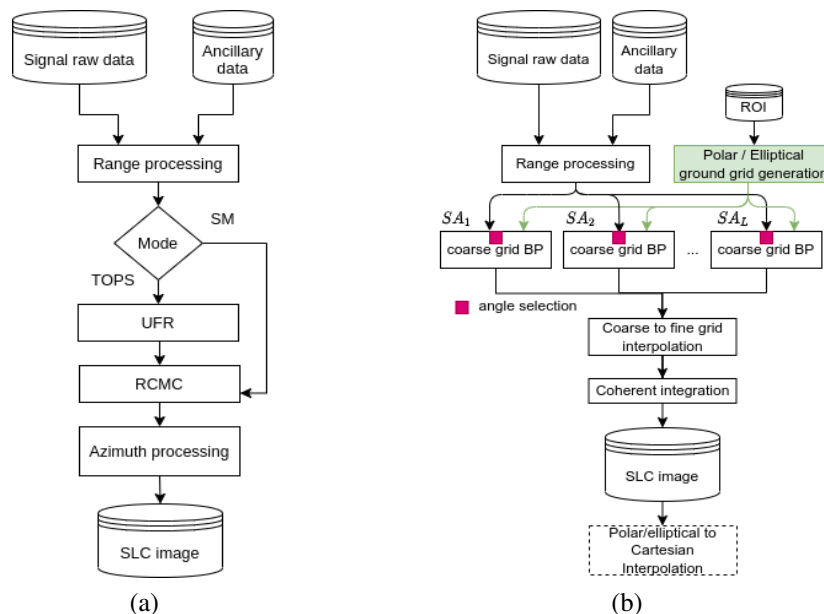 Signal raw data
Ancillary
data
Range processing
Mode
SM
TOPS
UFR
RCMC
Azimuth processing
SLC image
(a)
Signal raw data
Ancillary
data
ROI
Range processing
Polar / Elliptical
ground grid generation
SA1
SA2
SAL
coarse grid BP
coarse grid BP
...
coarse grid BP
angle selection
Coarse to fine grid
interpolation
Coherent integration
SLC image
Polar/elliptical to
Cartesian
Interpolation
(b)